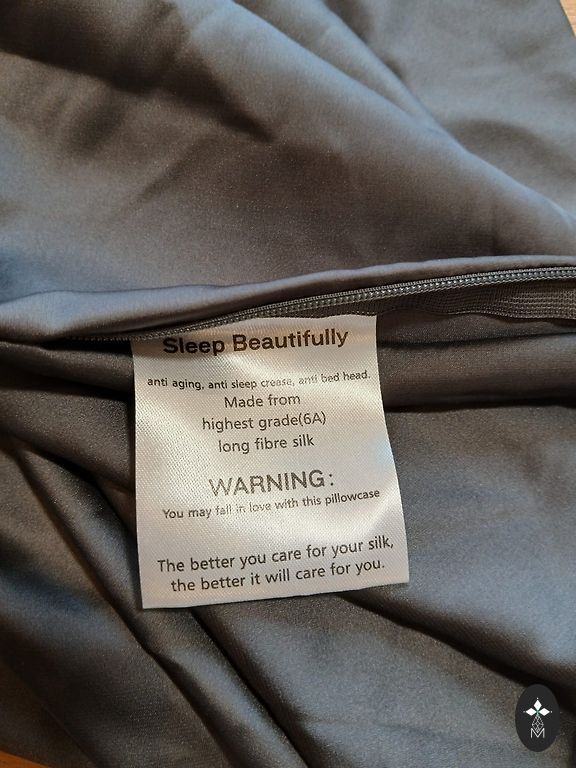 Sleep Beautifully
anti aging, anti sleep crease, anti bed head.
Made from
highest grade(6A)
long fibre silk
WARNING:
You may fall in love with this pillowcase
The better you care for your silk,
the better it will care for you.
M